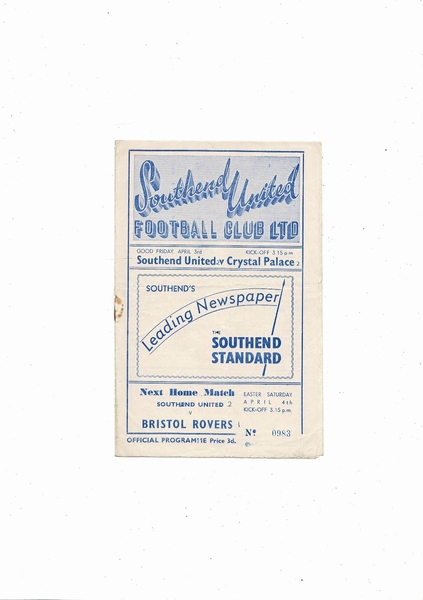 Southend United
FOOTBALL CLUB LTD
GOOD FRIDAY, APRIL 3rd KICK-OFF 3.15 p.m.
Southend United v Crystal Palace 2
SOUTHEND'S
Leading Newspaper
THE
SOUTHEND
STANDARD
Next Home Match
SOUTHEND UNITED 2
v
BRISTOL ROVERS 1
EASTER SATURDAY
APRIL 4th
KICK-OFF 3.15 p.m.
OFFICIAL PROGRAMME Price 3d.
No 0983